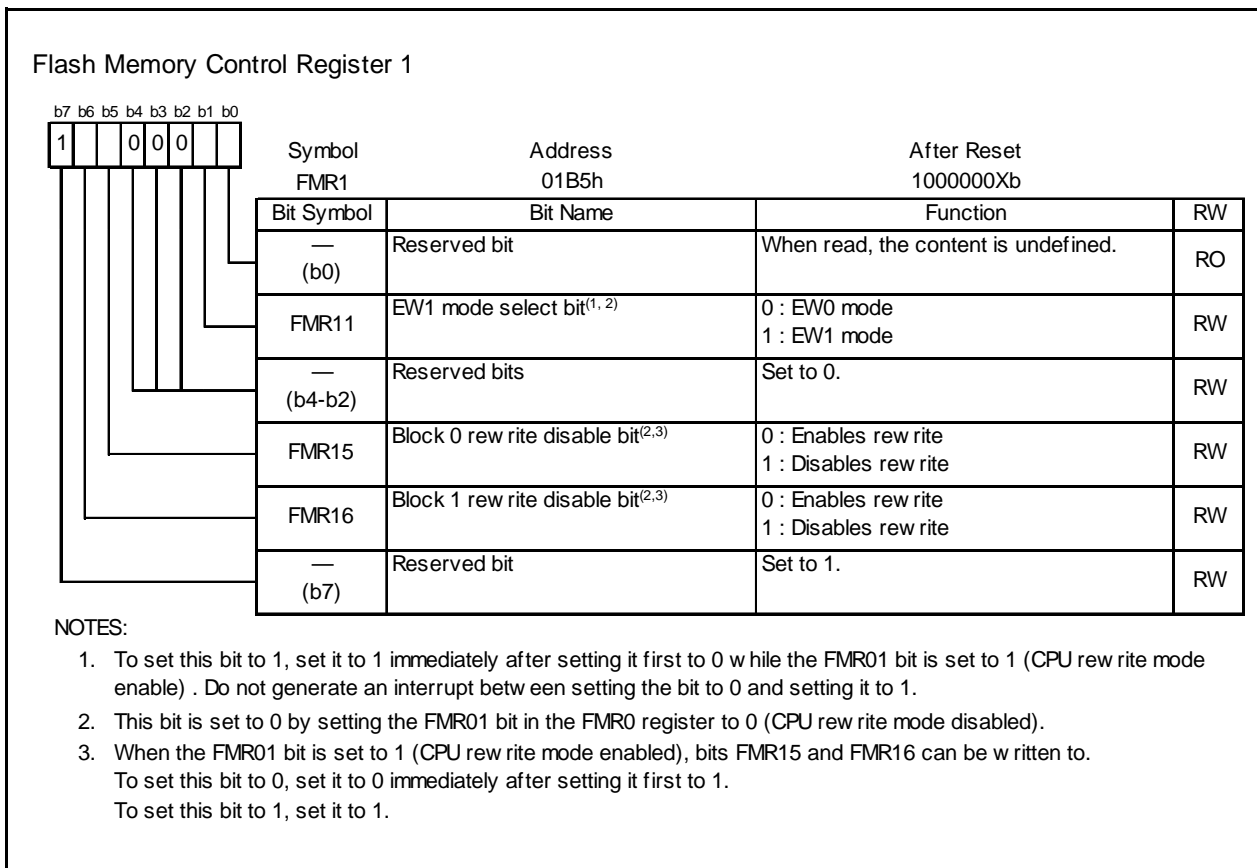 Flash Memory Control Register 1
b7 b6 b5 b4 b3 b2 b1 b0
1 0 0 0
Symbol Address After Reset
FMR1 01B5h 1000000Xb
Bit Symbol Bit Name Function RW
— (b0) Reserved bit When read, the content is undefined. RO
FMR11 EW1 mode select bit(1, 2) 0 : EW0 mode
1 : EW1 mode RW
— (b4-b2) Reserved bits Set to 0. RW
FMR15 Block 0 rew rite disable bit(2,3) 0 : Enables rew rite
1 : Disables rew rite RW
FMR16 Block 1 rew rite disable bit(2,3) 0 : Enables rew rite
1 : Disables rew rite RW
— (b7) Reserved bit Set to 1. RW
NOTES:
1. To set this bit to 1, set it to 1 immediately after setting it first to 0 w hile the FMR01 bit is set to 1 (CPU rew rite mode
enable) . Do not generate an interrupt betw een setting the bit to 0 and setting it to 1.
2. This bit is set to 0 by setting the FMR01 bit in the FMR0 register to 0 (CPU rew rite mode disabled).
3. When the FMR01 bit is set to 1 (CPU rew rite mode enabled), bits FMR15 and FMR16 can be w ritten to.
To set this bit to 0, set it to 0 immediately after setting it first to 1.
To set this bit to 1, set it to 1.